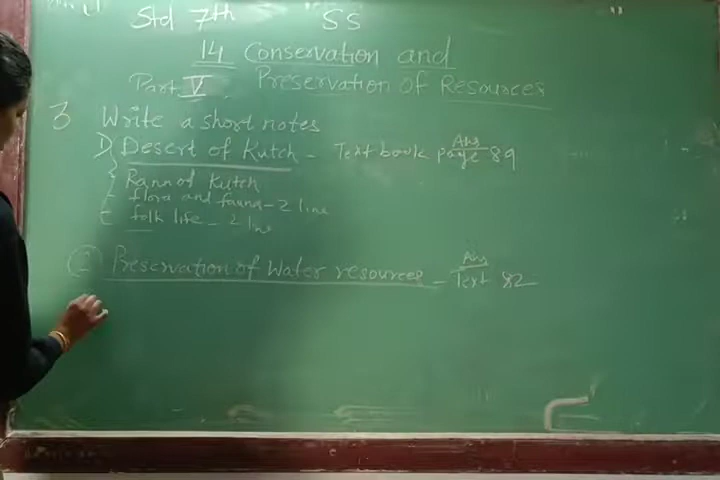 Std 7th SS
14 Conservation and
Part V Preservation of Resources
3 Write a short notes
1) Desert of Kutch - Text book page 89 Ans
Rann of Kutch
flora and fauna - 2 line
folk life - 2 line
② Preservation of Water resources - Ans Text 82